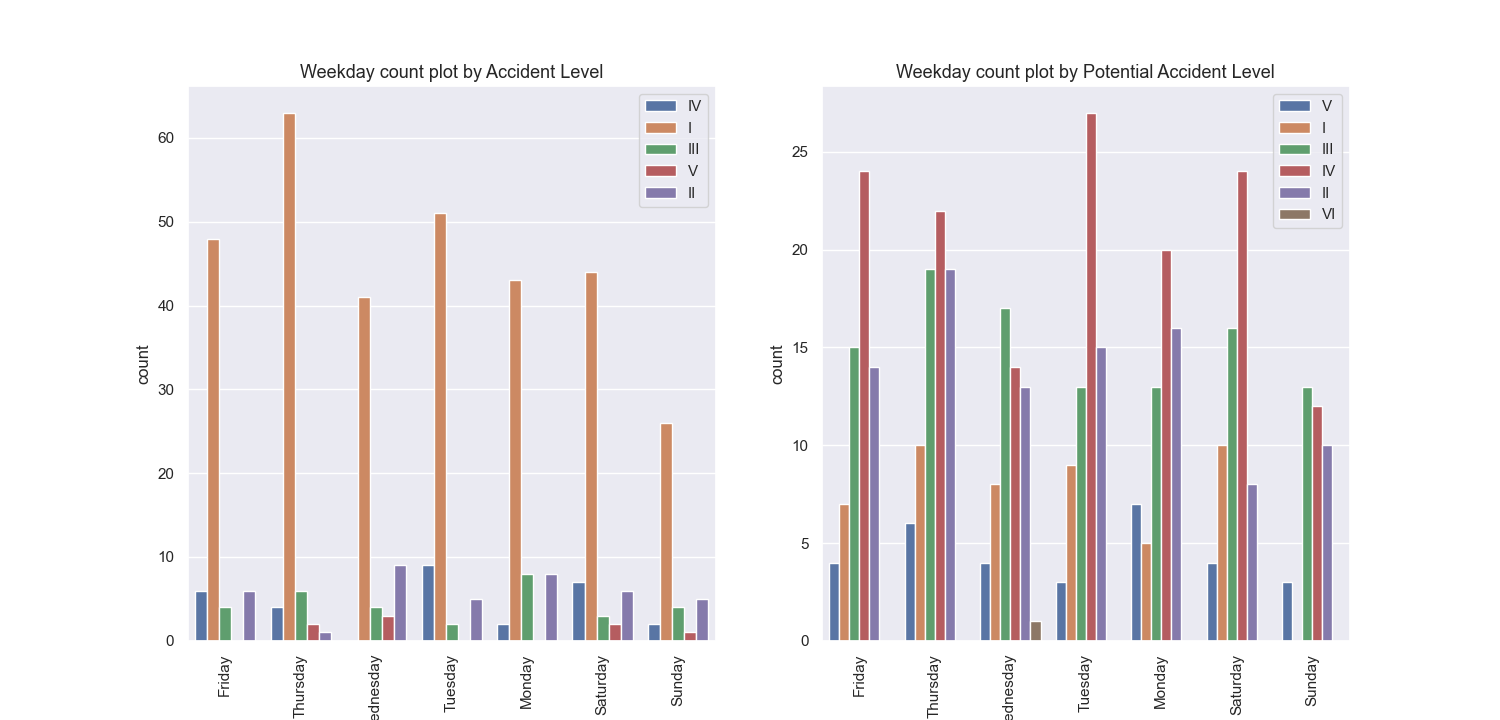 Weekday count plot by Accident Level
IV
I
III
V
II
60
50
40
30
20
10
0
count
Friday
Thursday
ednesday
Tuesday
Monday
Saturday
Sunday
Weekday count plot by Potential Accident Level
V
I
III
IV
II
VI
25
20
15
10
5
0
count
Friday
Thursday
ednesday
Tuesday
Monday
Saturday
Sunday